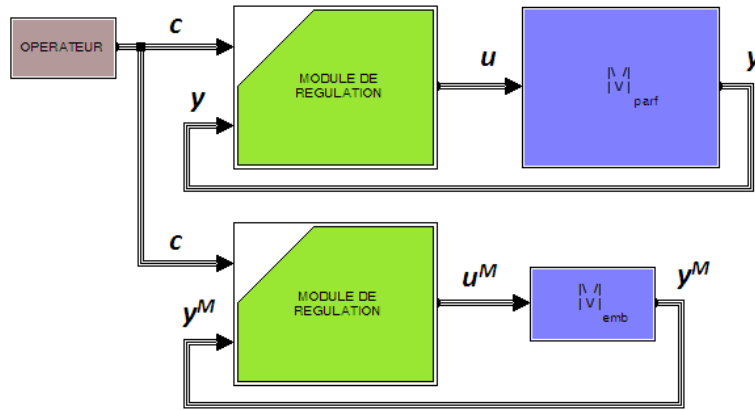 OPERATEUR
c
y
MODULE DE
REGULATION
u
|\ /|
| V |
parf
y
c
y^M
MODULE DE
REGULATION
u^M
|\ /|
| V |
emb
y^M